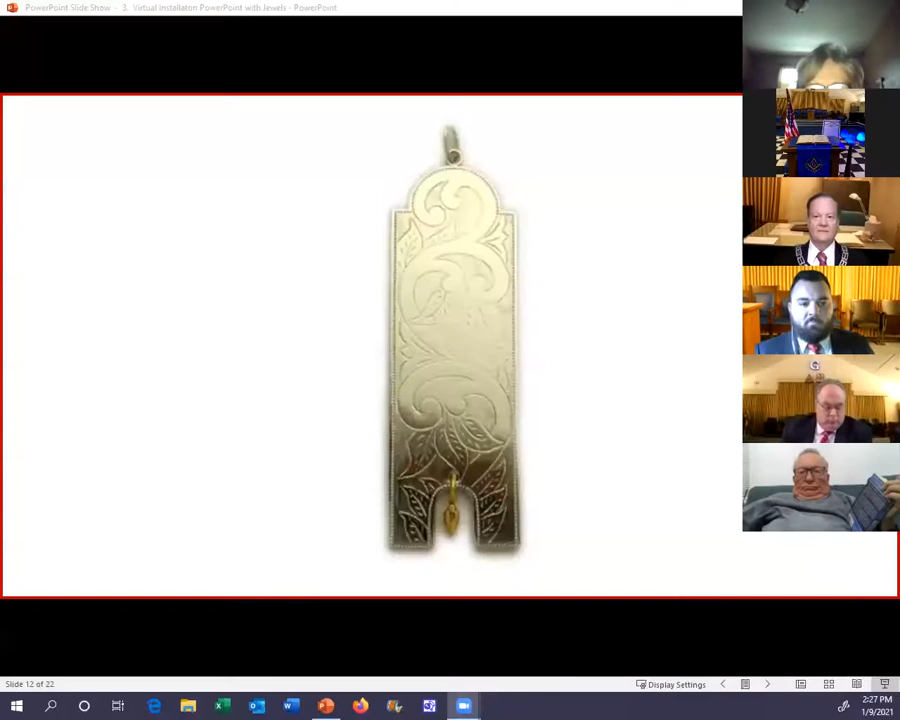 PowerPoint Slide Show - 3. Virtual Installaton PowerPoint with Jewels - PowerPoint
G
Slide 12 of 22
Display Settings
2:27 PM
1/9/2021